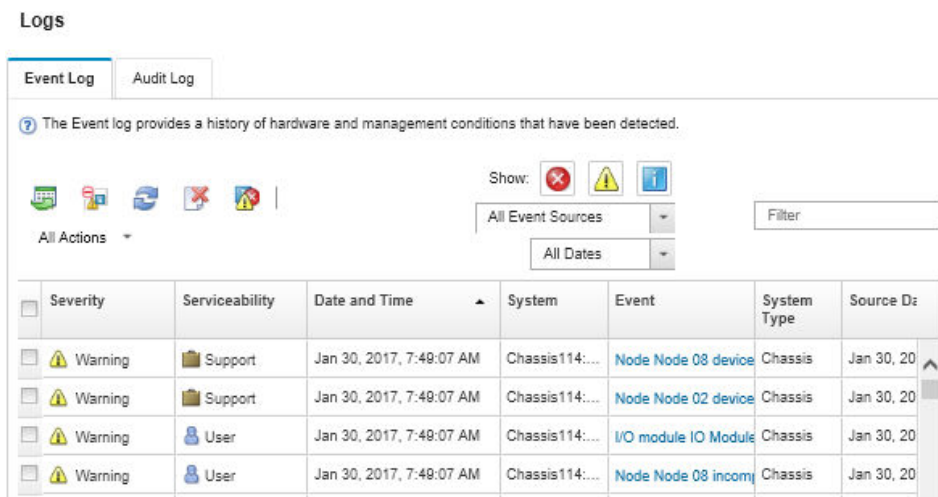 Logs
Event Log Audit Log
? The Event log provides a history of hardware and management conditions that have been detected.
Show:
All Event Sources Filter
All Actions
All Dates
Severity Serviceability Date and Time System Event System Type Source Da
Warning Support Jan 30, 2017, 7:49:07 AM Chassis114:... Node Node 08 device Chassis Jan 30, 20
Warning Support Jan 30, 2017, 7:49:07 AM Chassis114:... Node Node 02 device Chassis Jan 30, 20
Warning User Jan 30, 2017, 7:49:07 AM Chassis114:... I/O module IO Module Chassis Jan 30, 20
Warning User Jan 30, 2017, 7:49:07 AM Chassis114:... Node Node 08 incom Chassis Jan 30, 20